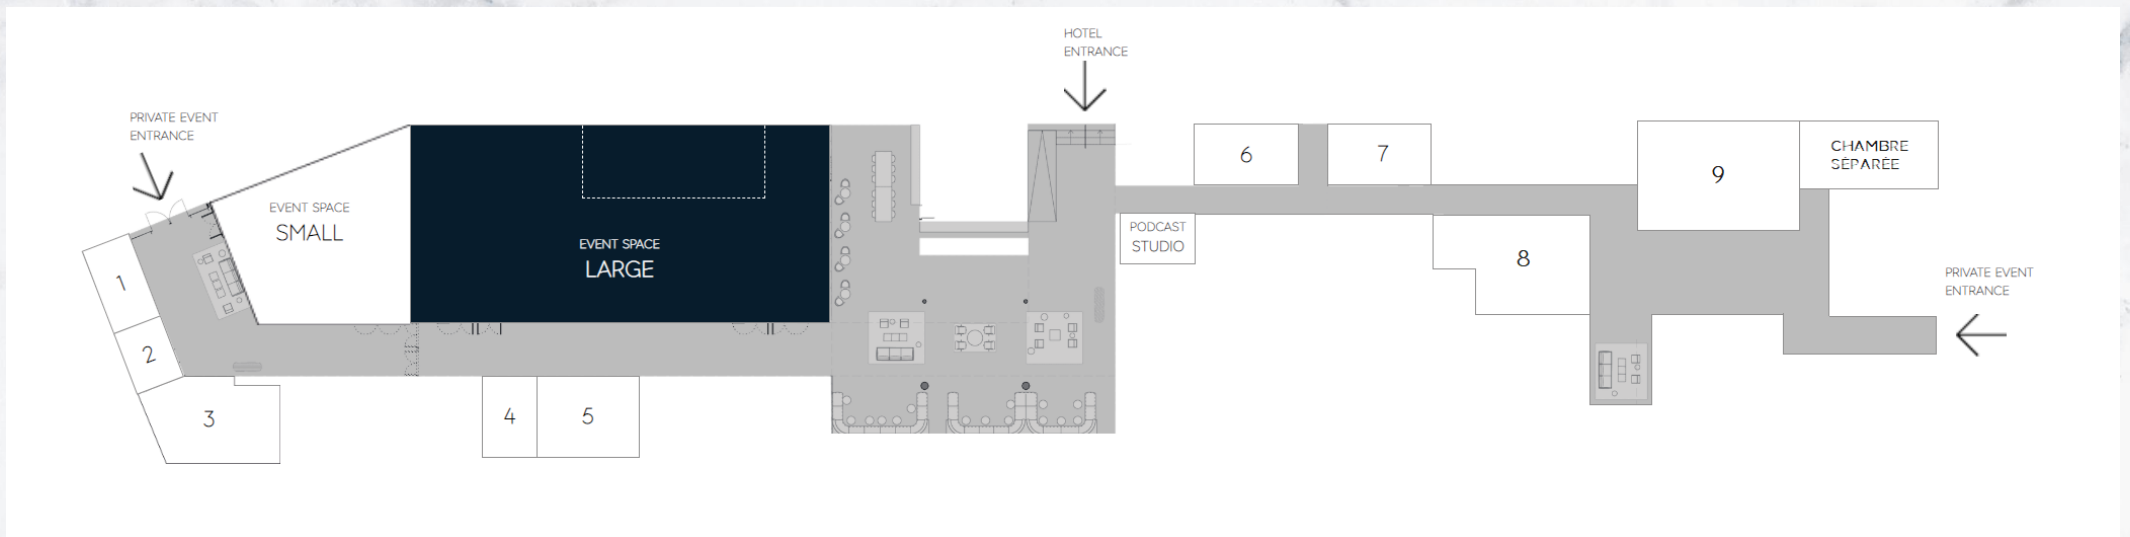 HOTEL
ENTRANCE
PRIVATE EVENT
ENTRANCE
EVENT SPACE
SMALL
EVENT SPACE
LARGE
1
2
3
4
5
6
7
PODCAST
STUDIO
8
9
CHAMBRE
SÉPARÉE
PRIVATE EVENT
ENTRANCE